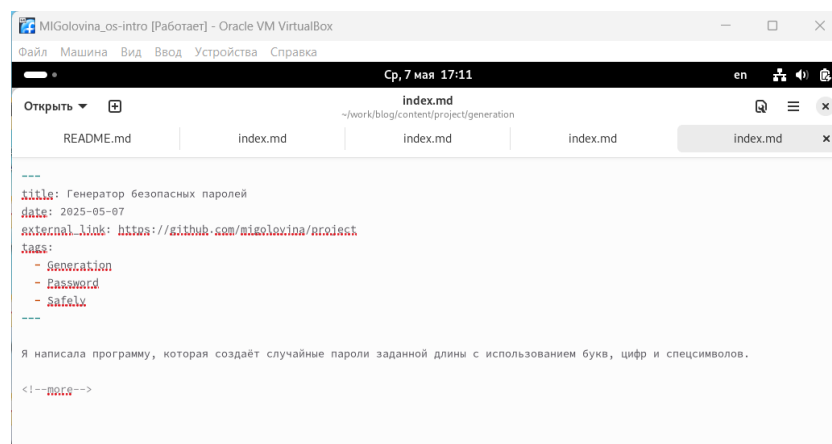 MIGolovina_os-intro [Работает] - Oracle VM VirtualBox
Файл Машина Вид Ввод Устройства Справка
Ср, 7 мая 17:11 en
Открыть
index.md
~/work/blog/content/project/generation
README.md index.md index.md index.md index.md
---
title: Генератор безопасных паролей
date: 2025-05-07
external_link: https://github.com/migolovina/project
tags:
- Generation
- Password
- Safely
---
Я написала программу, которая создаёт случайные пароли заданной длины с использованием букв, цифр и спецсимволов.
<!--more-->